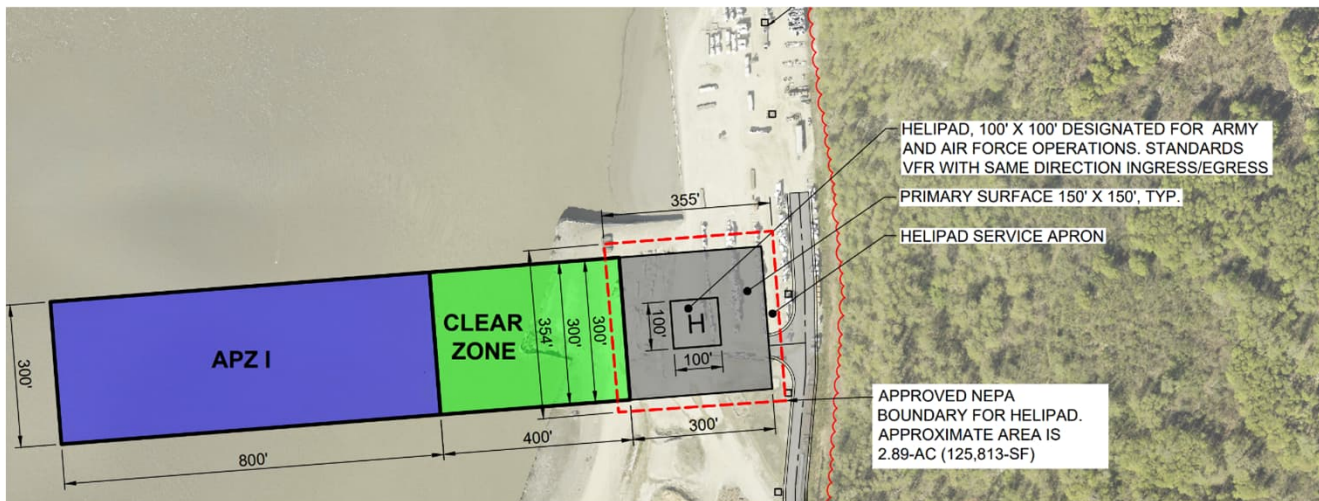 HELIPAD, 100' X 100' DESIGNATED FOR ARMY
AND AIR FORCE OPERATIONS. STANDARDS
VFR WITH SAME DIRECTION INGRESS/EGRESS
355'
PRIMARY SURFACE 150' X 150', TYP.
HELIPAD SERVICE APRON
300'
APZ I
CLEAR
ZONE
354'
300'
300'
100'
H
100'
APPROVED NEPA
BOUNDARY FOR HELIPAD.
APPROXIMATE AREA IS
2.89-AC (125,813-SF)
800'
400'
300'